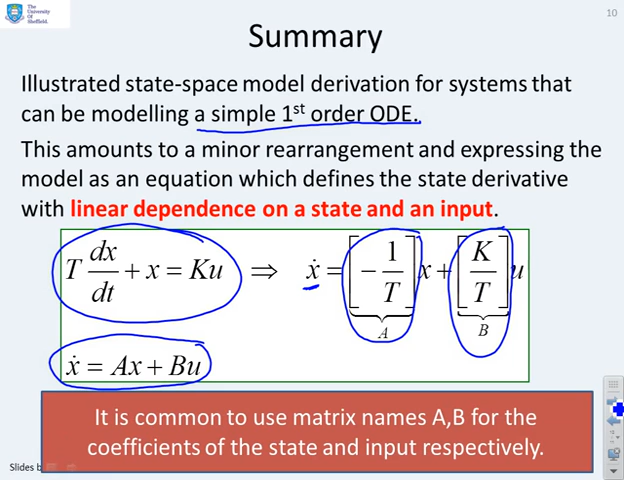 The
University
Of
Sheffield.
10
Summary
Illustrated state-space model derivation for systems that
can be modelling a simple 1st order ODE.
This amounts to a minor rearrangement and expressing the
model as an equation which defines the state derivative
with linear dependence on a state and an input.
T dx/dt + x = Ku ⇒ ẋ = [−1/T] x + [K/T] u
A B
ẋ = Ax + Bu
It is common to use matrix names A,B for the
coefficients of the state and input respectively.
Slides b